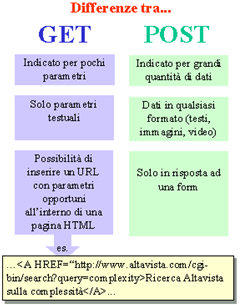 Differenze tra...
GET
POST
Indicato per pochi
parametri
Indicato per grandi
quantità di dati
Solo parametri
testuali
Dati in qualsiasi
formato (testi,
immagini, video)
Possibilità di
inserire un URL
con parametri
opportuni
all'interno di una
pagina HTML
Solo in risposta ad
una form
es.
…<A HREF="http://www.altavista.com/cgi-
bin/search?query=complexity>Ricerca Altavista
sulla complessità</A>...